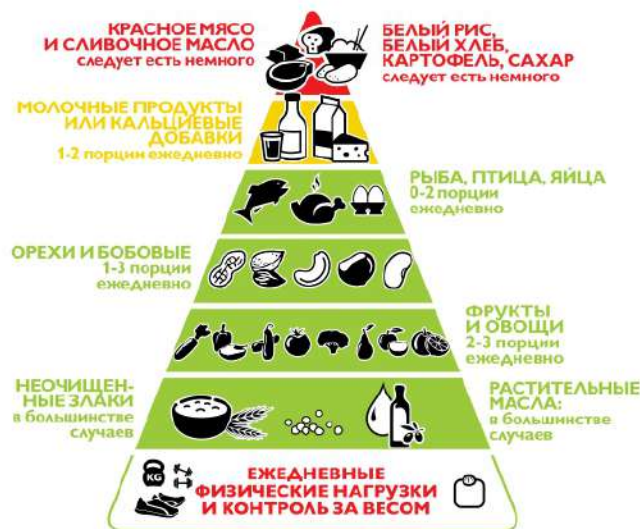 КРАСНОЕ МЯСО
И СЛИВОЧНОЕ МАСЛО
следует есть немного
БЕЛЫЙ РИС,
БЕЛЫЙ ХЛЕБ,
КАРТОФЕЛЬ, САХАР
следует есть немного
МОЛОЧНЫЕ ПРОДУКТЫ
ИЛИ КАЛЬЦИЕВЫЕ
ДОБАВКИ
1-2 порции ежедневно
РЫБА, ПТИЦА, ЯЙЦА
0-2 порции
ежедневно
ОРЕХИ И БОБОВЫЕ
1-3 порции
ежедневно
ФРУКТЫ
И ОВОЩИ
2-3 порции
ежедневно
НЕОЧИЩЕН-
НЫЕ ЗЛАКИ
в большинстве
случаев
РАСТИТЕЛЬНЫЕ
МАСЛА:
в большинстве
случаев
KG
ЕЖЕДНЕВНЫЕ
ФИЗИЧЕСКИЕ НАГРУЗКИ
И КОНТРОЛЬ ЗА ВЕСОМ